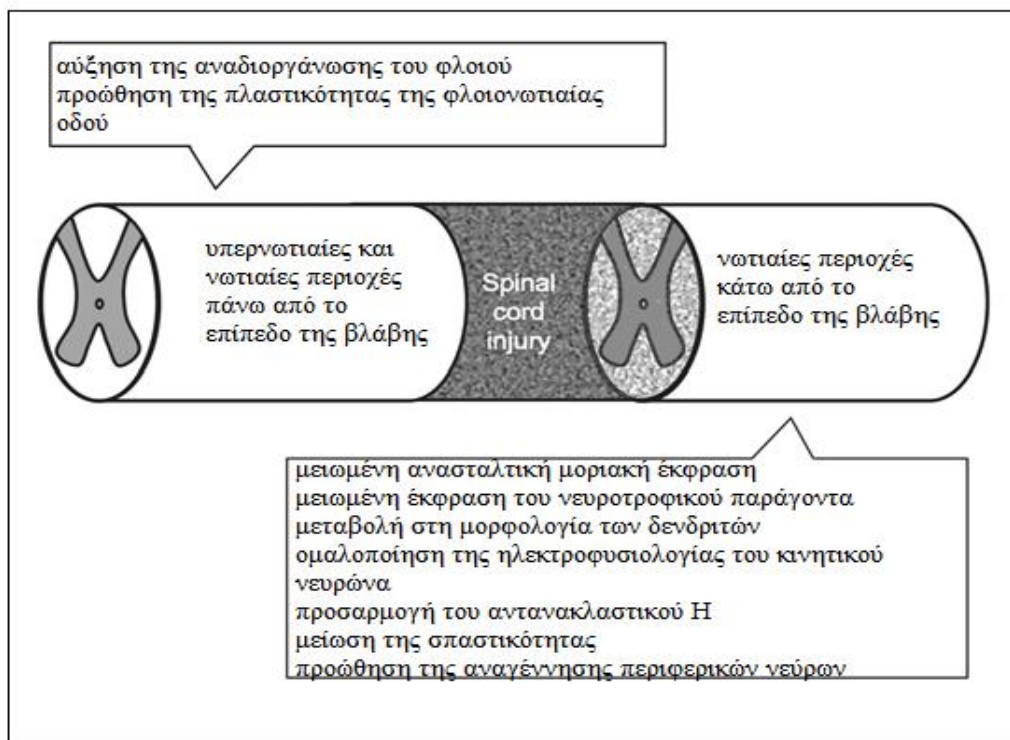 αύξηση της αναδιοργάνωσης του φλοιού
προώθηση της πλαστικότητας της φλοιονωτιαίας
οδού
υπερνωτιαίες και
νωτιαίες περιοχές
πάνω από το
επίπεδο της βλάβης
Spinal
cord
injury
νωτιαίες περιοχές
κάτω από το
επίπεδο της βλάβης
μειωμένη ανασταλτική μοριακή έκφραση
μειωμένη έκφραση του νευροτροφικού παράγοντα
μεταβολή στη μορφολογία των δενδριτών
ομαλοποίηση της ηλεκτροφυσιολογίας του κινητικού
νευρώνα
προσαρμογή του αντανακλαστικού Η
μείωση της σπαστικότητας
προώθηση της αναγέννησης περιφερικών νεύρων